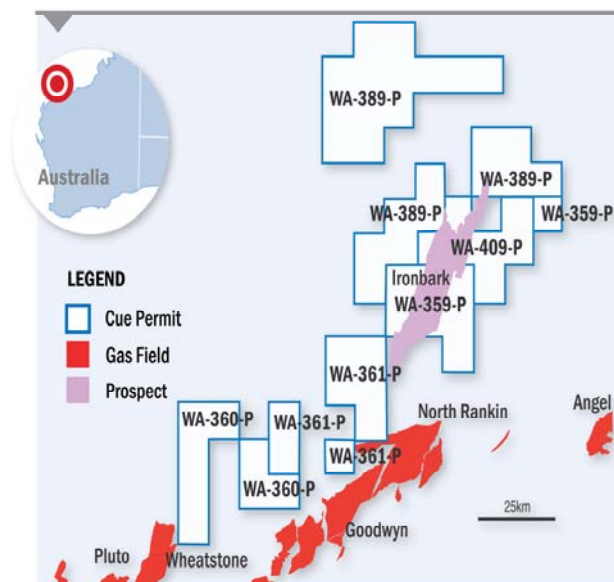 WA-389-P
Australia
WA-389-P
WA-389-P
WA-359-P
WA-409-P
Ironbark
WA-359-P
LEGEND
Cue Permit
Gas Field
Prospect
WA-361-P
WA-360-P
WA-361-P
North Rankin
Angel
WA-361-P
WA-360-P
25km
Goodwyn
Pluto
Wheatstone